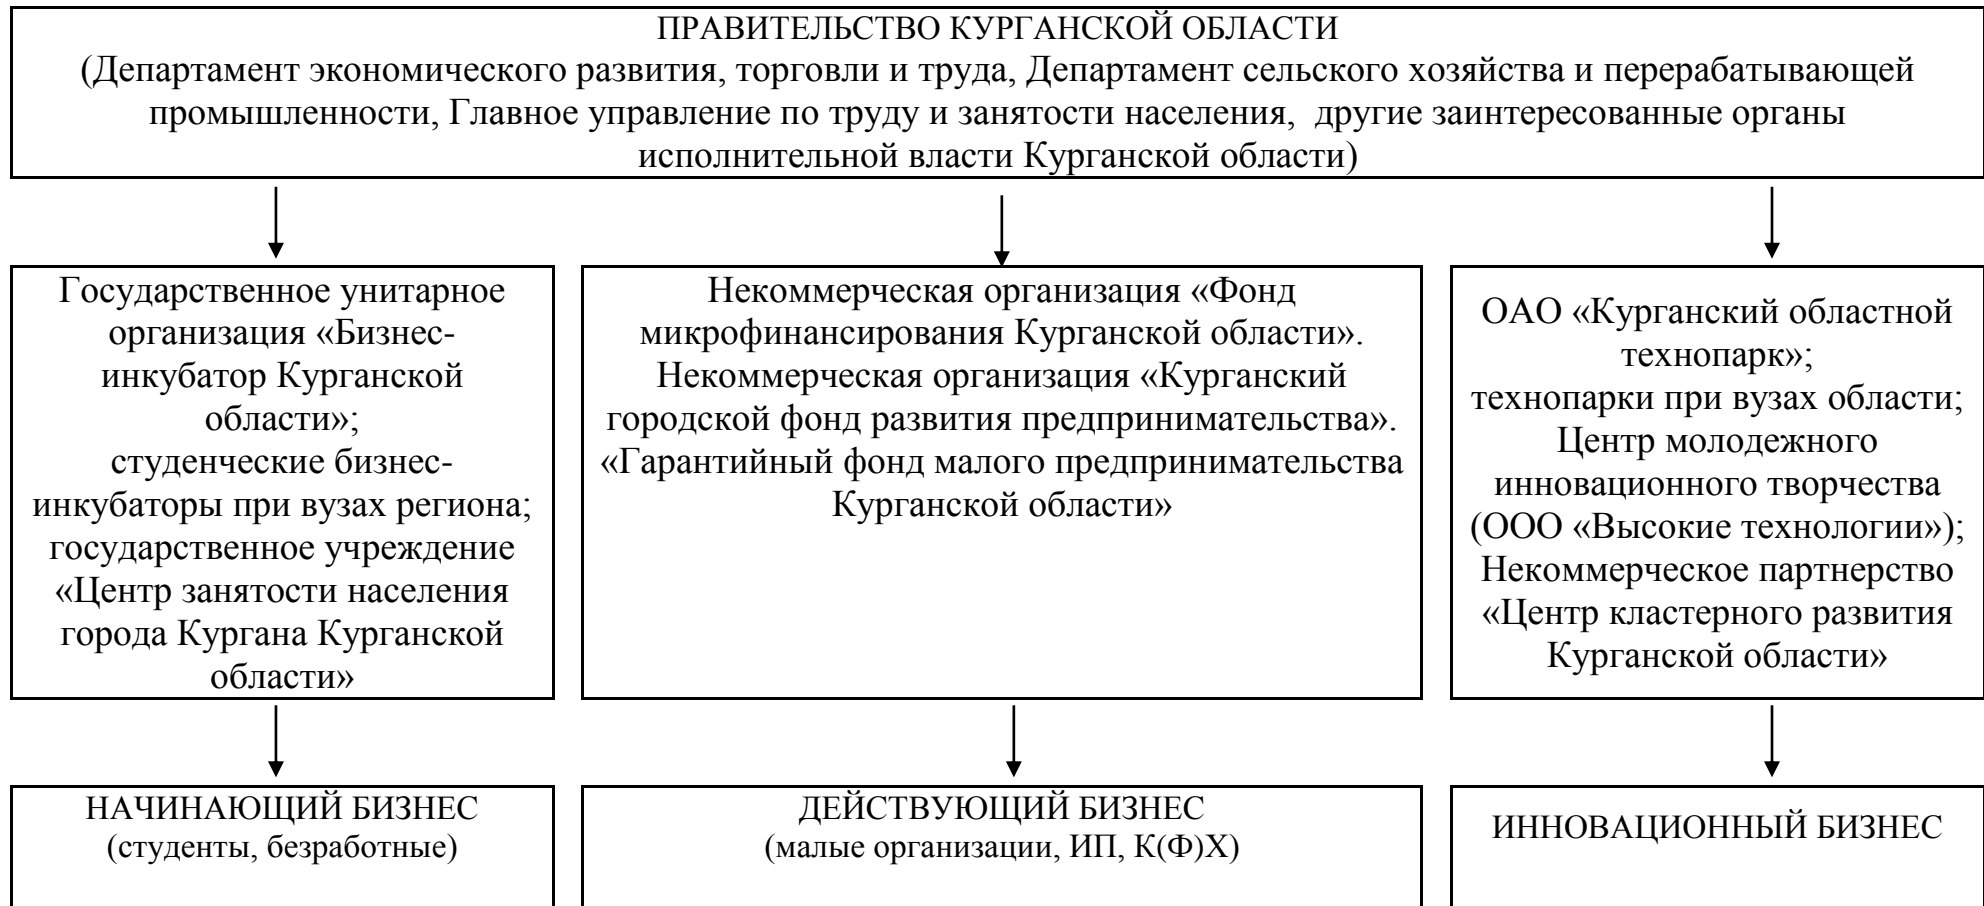 ПРАВИТЕЛЬСТВО КУРГАНСКОЙ ОБЛАСТИ
(Департамент экономического развития, торговли и труда, Департамент сельского хозяйства и перерабатывающей
промышленности, Главное управление по труду и занятости населения, другие заинтересованные органы
исполнительной власти Курганской области)
Государственное унитарное
организация «Бизнес-
инкубатор Курганской
области»;
студенческие бизнес-
инкубаторы при вузах региона;
государственное учреждение
«Центр занятости населения
города Кургана Курганской
области»
Некоммерческая организация «Фонд
микрофинансирования Курганской области».
Некоммерческая организация «Курганский
городской фонд развития предпринимательства».
«Гарантийный фонд малого предпринимательства
Курганской области»
ОАО «Курганский областной
технопарк»;
технопарки при вузах области;
Центр молодежного
инновационного творчества
(ООО «Высокие технологии»);
Некоммерческое партнерство
«Центр кластерного развития
Курганской области»
НАЧИНАЮЩИЙ БИЗНЕС
(студенты, безработные)
ДЕЙСТВУЮЩИЙ БИЗНЕС
(малые организации, ИП, К(Ф)Х)
ИННОВАЦИОННЫЙ БИЗНЕС